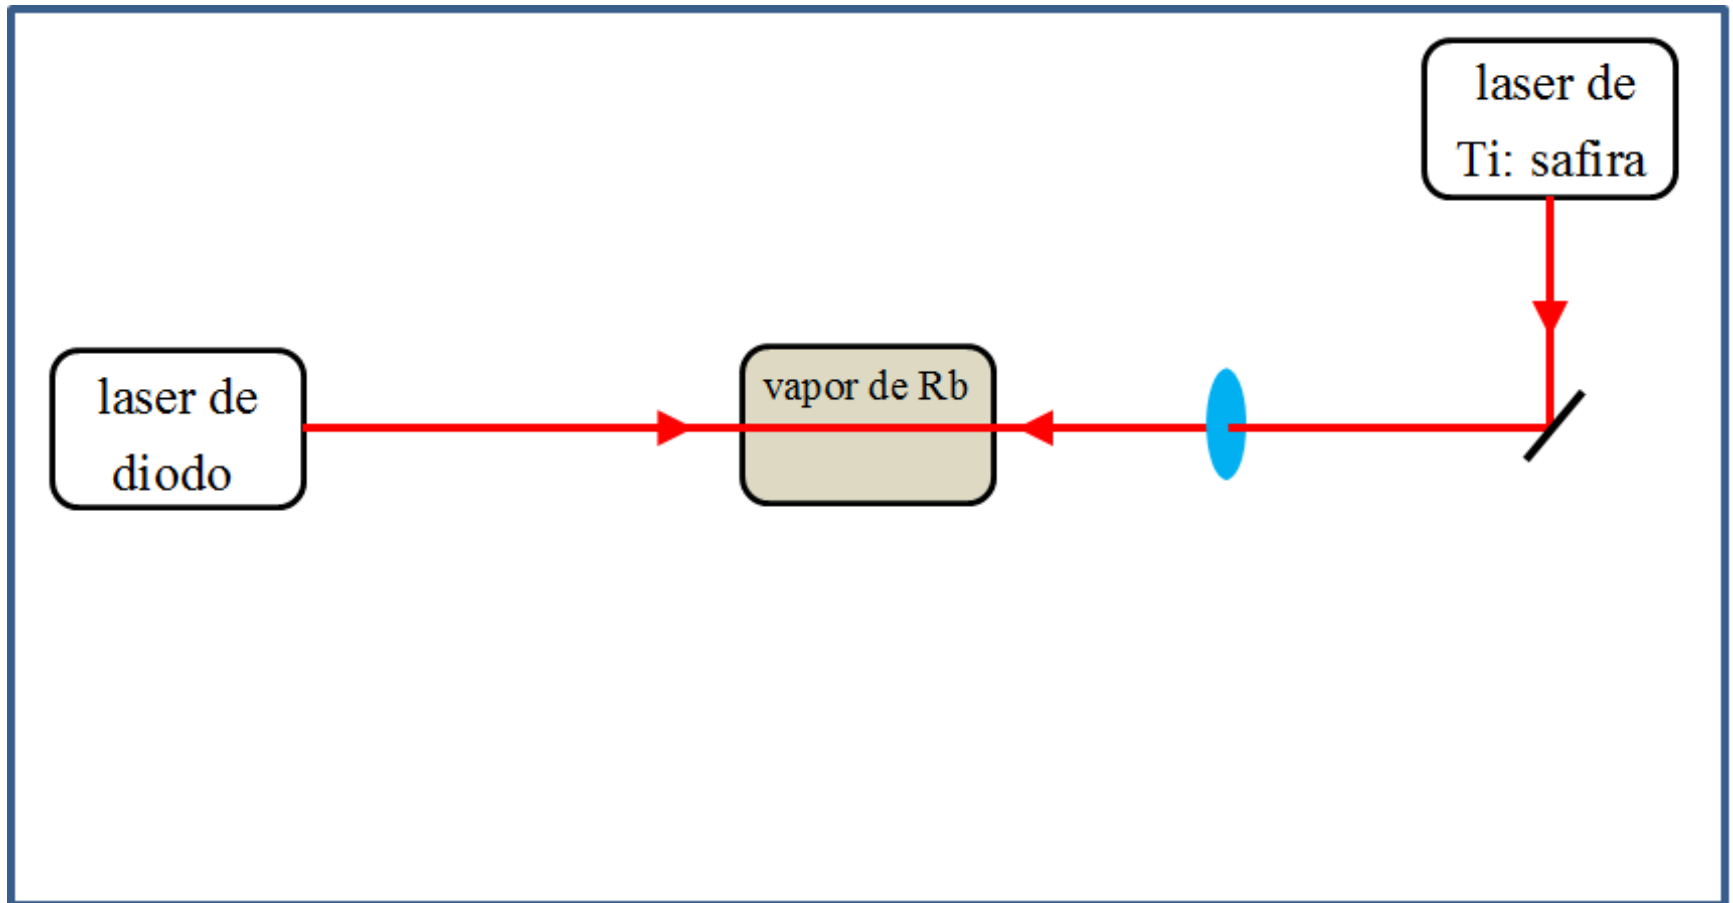 laser de
Ti: safira
laser de
diodo
vapor de Rb